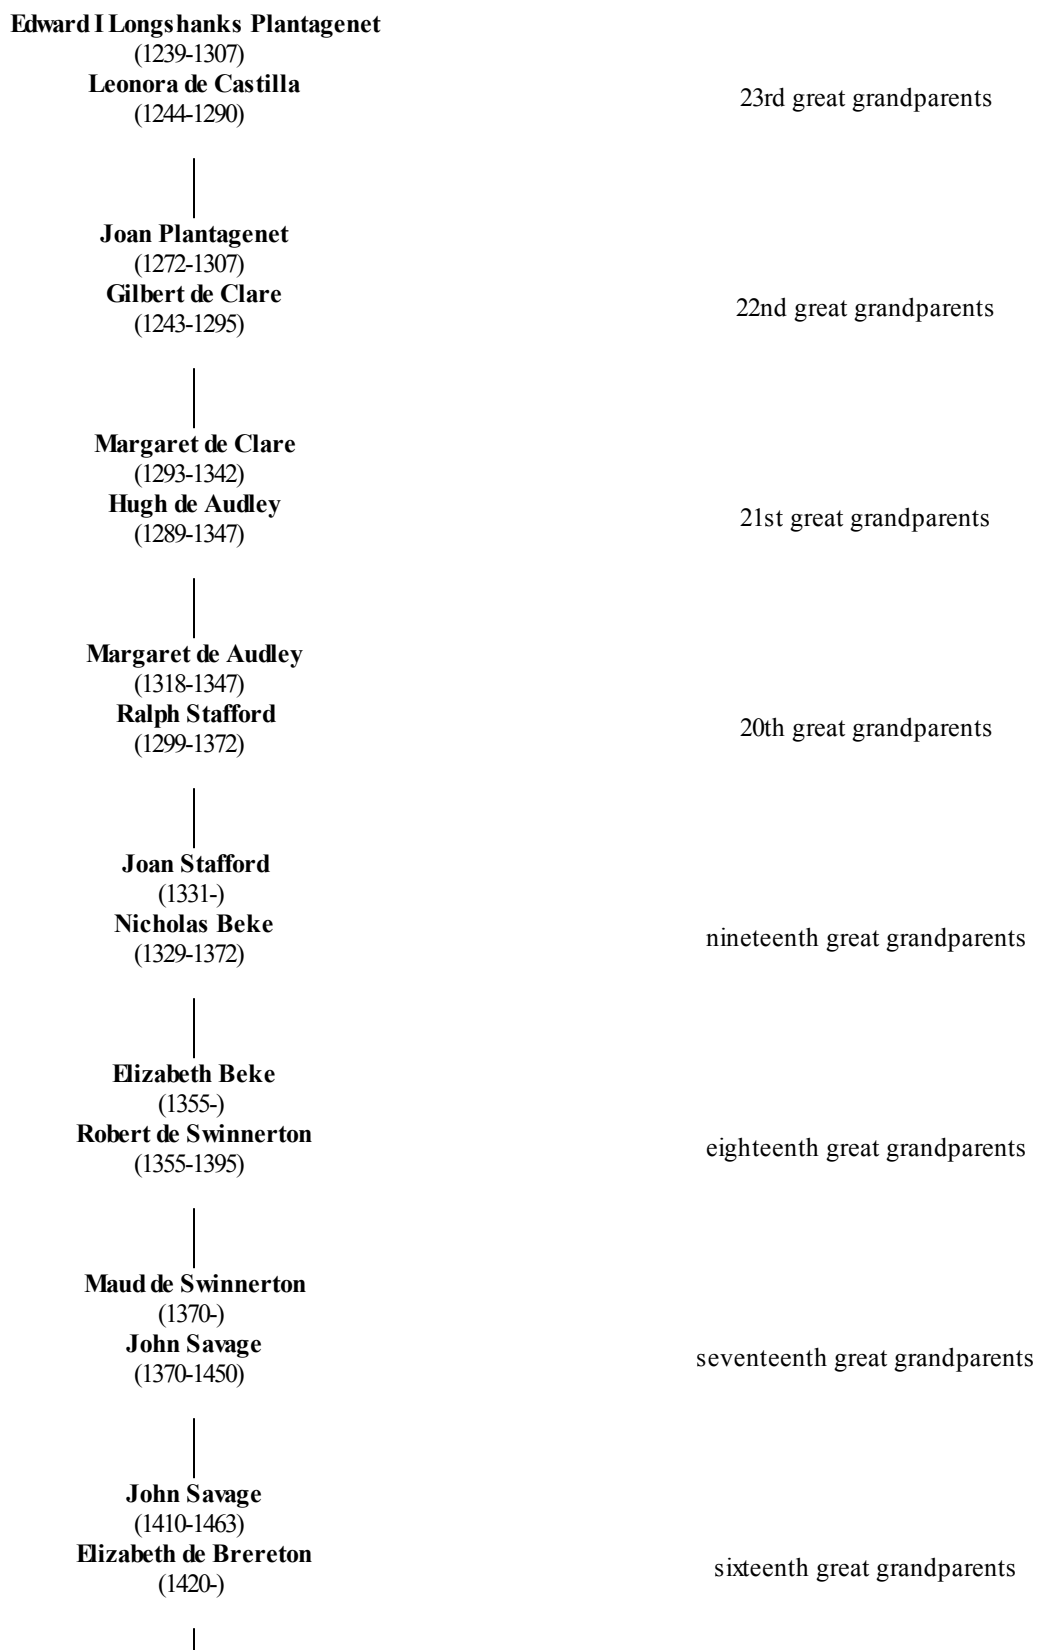 Edward I Longshanks Plantagenet
(1239-1307)
Leonora de Castilla
(1244-1290)
23rd great grandparents
Joan Plantagenet
(1272-1307)
Gilbert de Clare
(1243-1295)
22nd great grandparents
Margaret de Clare
(1293-1342)
Hugh de Audley
(1289-1347)
21st great grandparents
Margaret de Audley
(1318-1347)
Ralph Stafford
(1299-1372)
20th great grandparents
Joan Stafford
(1331-)
Nicholas Beke
(1329-1372)
nineteenth great grandparents
Elizabeth Beke
(1355-)
Robert de Swinnerton
(1355-1395)
eighteenth great grandparents
Maud de Swinnerton
(1370-)
John Savage
(1370-1450)
seventeenth great grandparents
John Savage
(1410-1463)
Elizabeth de Brereton
(1420-)
sixteenth great grandparents